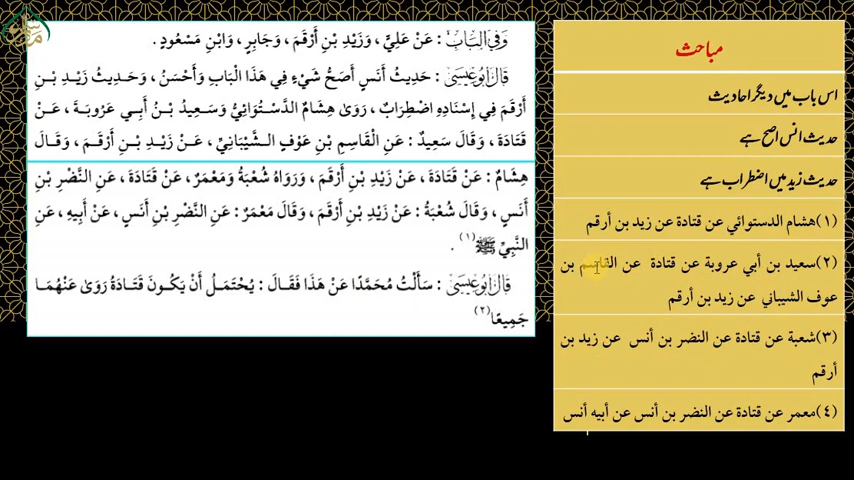 وَفِي الْبَابِ : عَنْ عَلِيٍّ ، وَزَيْدِ بْنِ أَرْقَمَ ، وَجَابِرٍ ، وَابْنِ مَسْعُودٍ .
قَالَ أَبُو عِيسَى : حَدِيثُ أَنَسٍ أَصَحُّ شَيْءٍ فِي هَذَا الْبَابِ وَأَحْسَنُ ، وَحَدِيثُ زَيْدِ بْنِ
أَرْقَمَ فِي إِسْنَادِهِ اضْطِرَابٌ ، رَوَى هِشَامٌ الدَّسْتَوَائِيُّ وَسَعِيدُ بْنُ أَبِي عَرُوبَةَ ، عَنْ
قَتَادَةَ ، وَقَالَ سَعِيدٌ : عَنِ الْقَاسِمِ بْنِ عَوْفٍ الشَّيْبَانِيِّ ، عَنْ زَيْدِ بْنِ أَرْقَمَ ، وَقَالَ
هِشَامٌ : عَنْ قَتَادَةَ ، عَنْ زَيْدِ بْنِ أَرْقَمَ ، وَرَوَاهُ شُعْبَةُ وَمَعْمَرٌ ، عَنْ قَتَادَةَ ، عَنِ النَّضْرِ بْنِ
أَنَسٍ ، وَقَالَ شُعْبَةُ : عَنْ زَيْدِ بْنِ أَرْقَمَ ، وَقَالَ مَعْمَرٌ : عَنِ النَّضْرِ بْنِ أَنَسٍ ، عَنْ أَبِيهِ ، عَنِ
النَّبِيِّ ﷺ (١) .
قَالَ أَبُو عِيسَى : سَأَلْتُ مُحَمَّدًا عَنْ هَذَا فَقَالَ : يُحْتَمَلُ أَنْ يَكُونَ قَتَادَةُ رَوَى عَنْهُمَا
جَمِيعًا (٢)
مباحث
اس باب میں دیگر احادیث
حدیث انس اصح ہے
حدیث زید میں اضطراب ہے
(١) هشام الدستوائي عن قتادة عن زيد بن أرقم
(٢) سعيد بن أبي عروبة عن قتادة عن القاسم بن
عوف الشيباني عن زيد بن أرقم
(٣) شعبة عن قتادة عن النضر بن أنس عن زيد بن
أرقم
(٤) معمر عن قتادة عن النضر بن أنس عن أبيه أنس